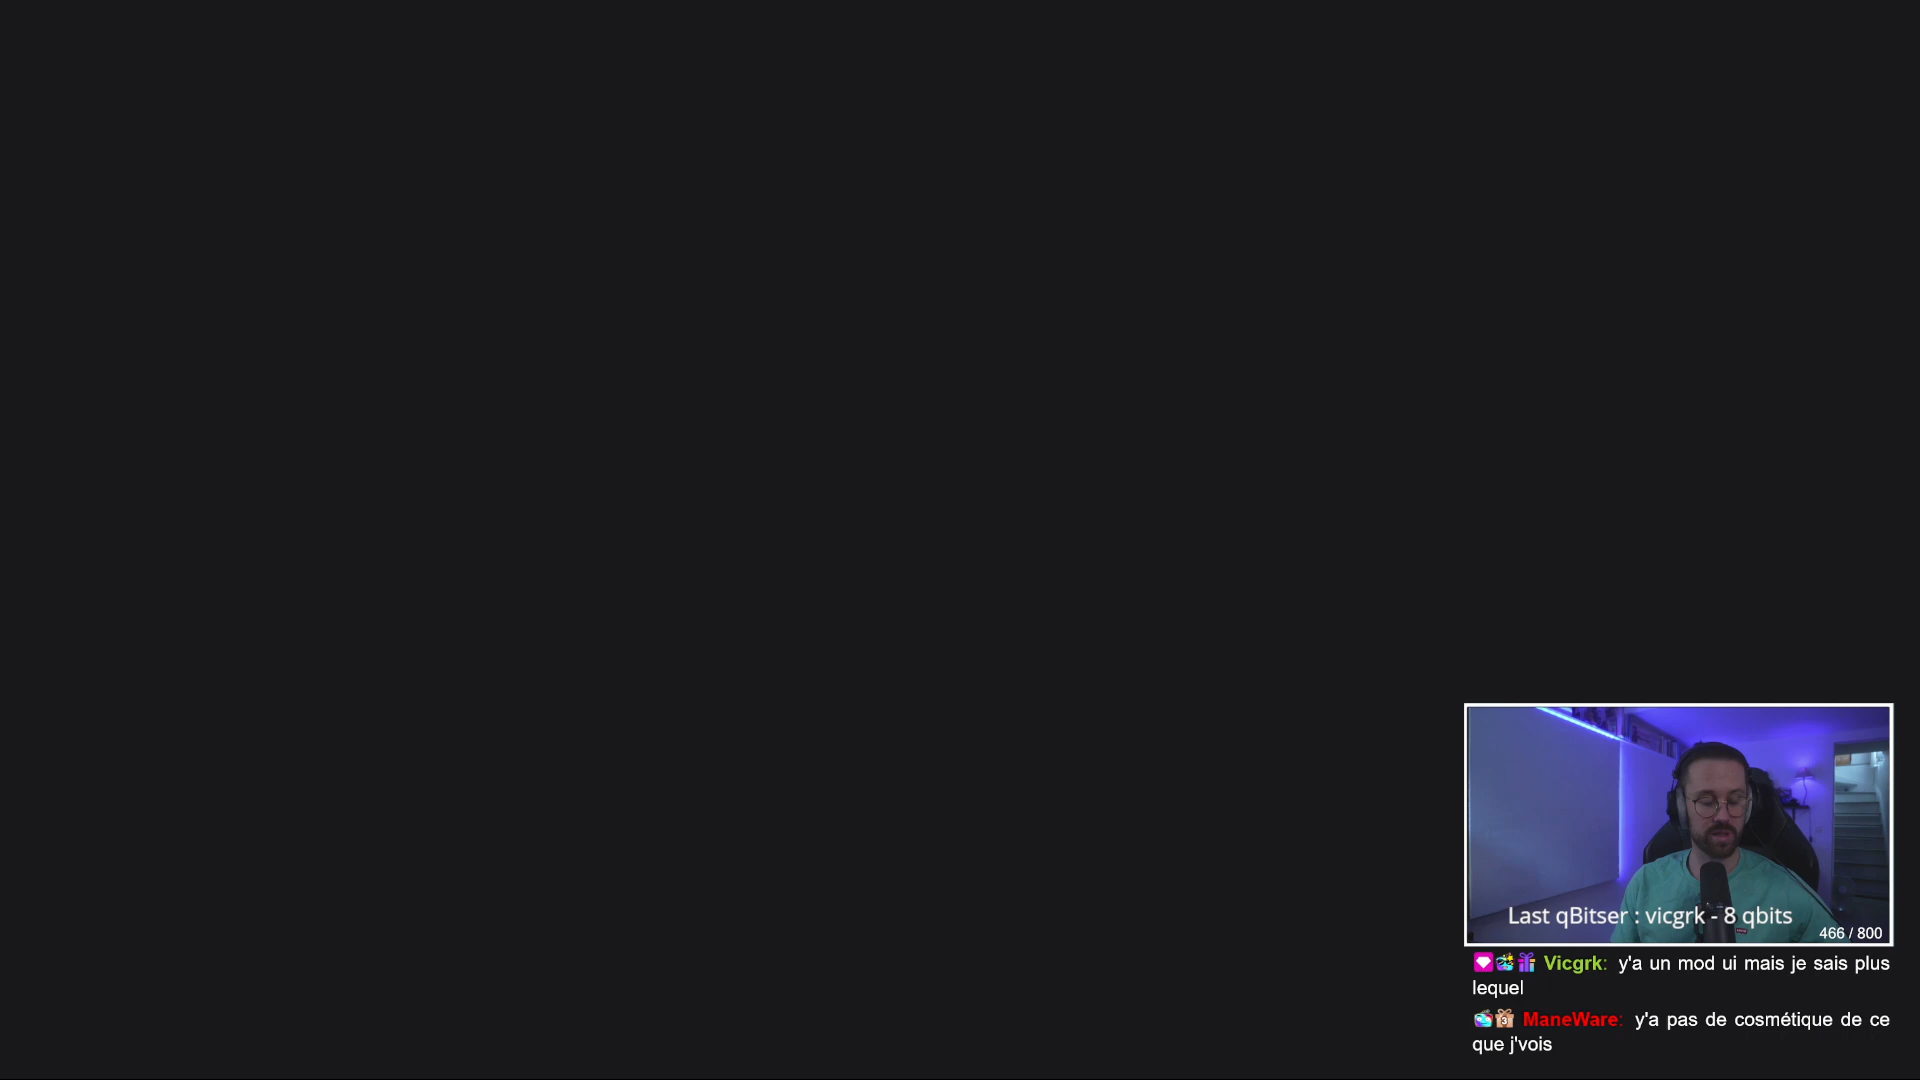 Last qBitser : vicgrk - 8 qbits
466 / 800
Vicgrk: y'a un mod ui mais je sais plus
lequel
3 ManeWare: y'a pas de cosmétique de ce
que j'vois